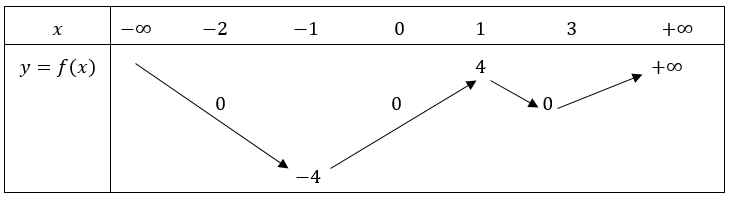 x −∞ −2 −1 0 1 3 +∞
y = f(x) 4 +∞
0 0 0
−4